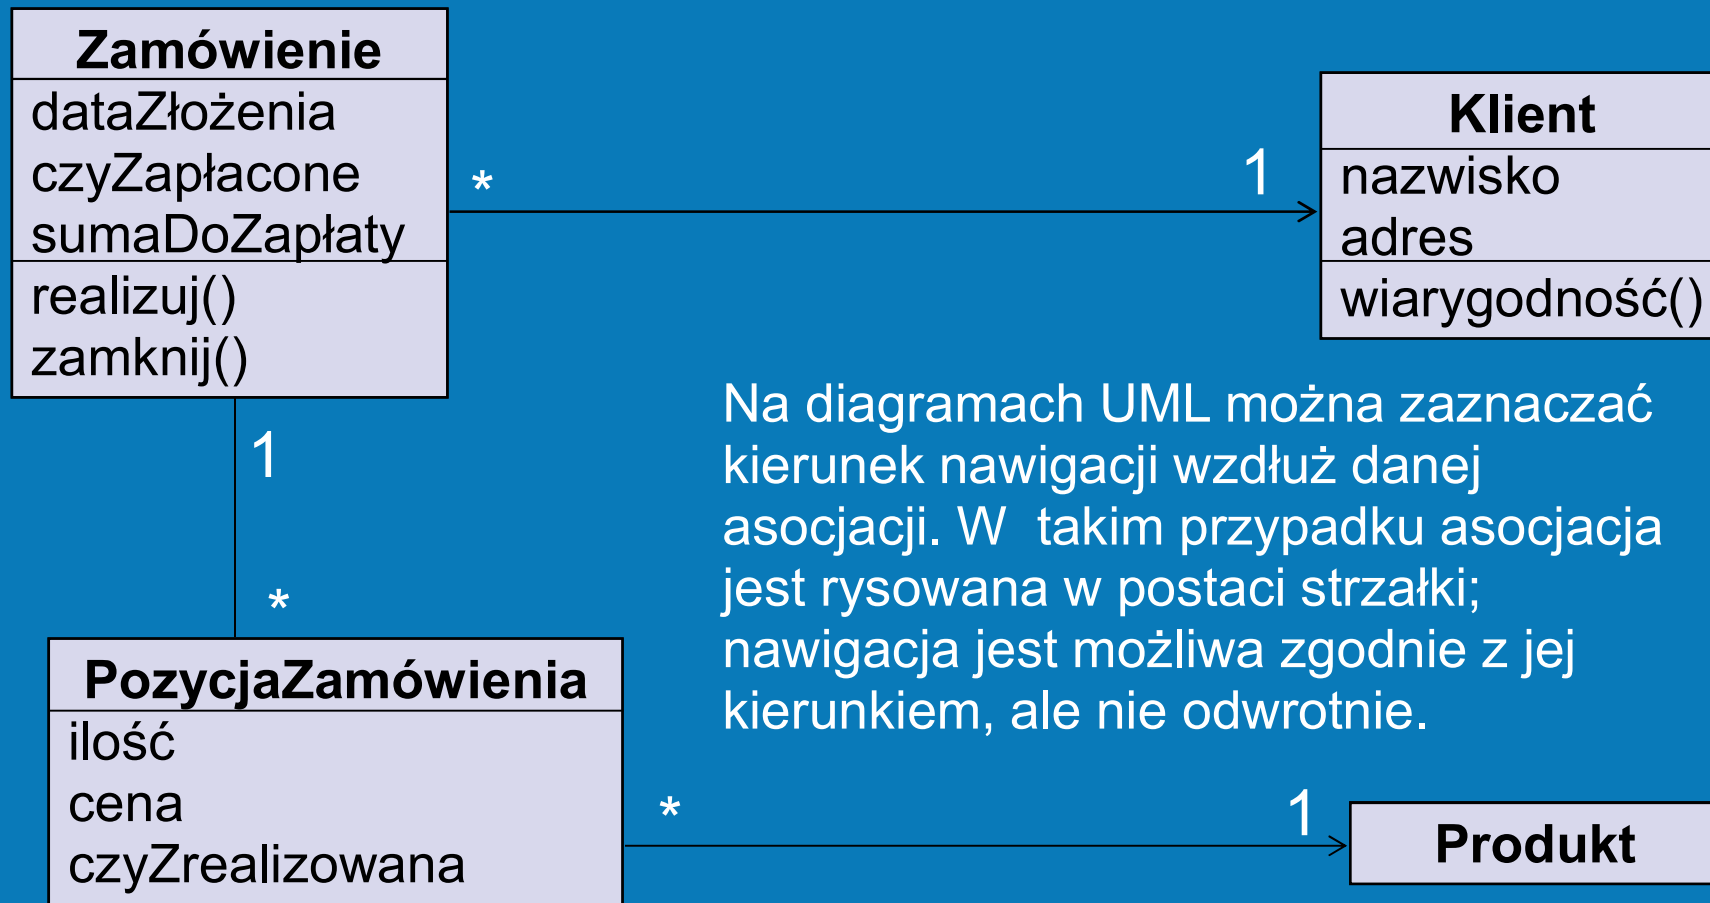 Zamówienie
dataZłożenia
czyZapłacone
sumaDoZapłaty
realizuj()
zamknij()
*
1
Klient
nazwisko
adres
wiarygodność()
1
*
Na diagramach UML można zaznaczać
kierunek nawigacji wzdłuż danej
asocjacji. W  takim przypadku asocjacja
jest rysowana w postaci strzałki;
nawigacja jest możliwa zgodnie z jej
kierunkiem, ale nie odwrotnie.
PozycjaZamówienia
ilość
cena
czyZrealizowana
*
1
Produkt